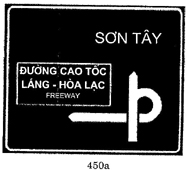 SƠN TÂY
ĐƯỜNG CAO TỐC
LÁNG - HÒA LẠC
FREEWAY
450a